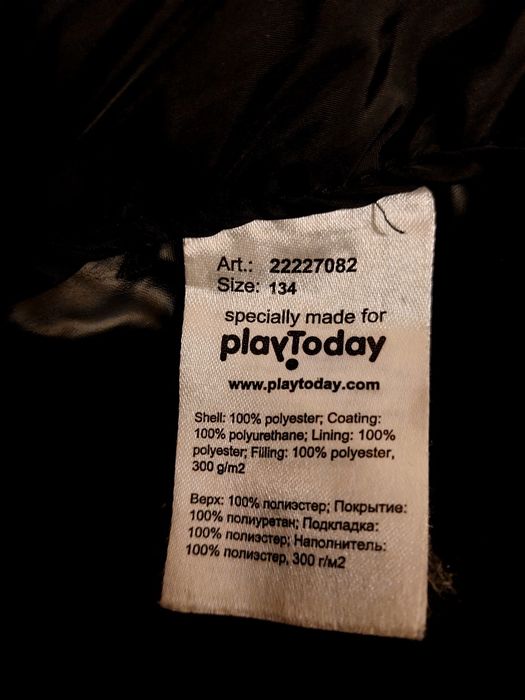 Art.: 22227082
Size: 134
specially made for
playToday
www.playtoday.com
Shell: 100% polyester; Coating:
100% polyurethane; Lining: 100%
polyester; Filling: 100% polyester,
300 g/m2
Верх: 100% полиэстер; Покрытие:
100% полиуретан; Подкладка:
100% полиэстер; Наполнитель:
100% полиэстер, 300 г/м2